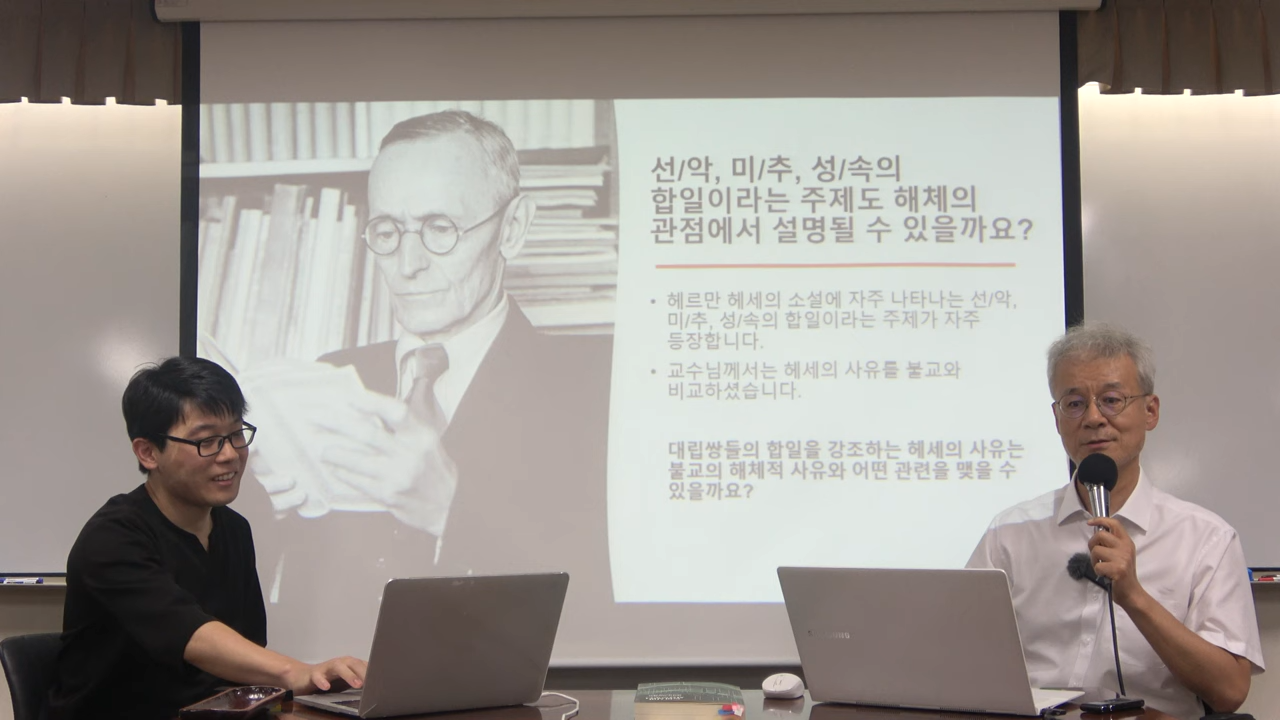 선/악, 미/추, 성/속의
합일이라는 주제도 해체의
관점에서 설명될 수 있을까요?
• 헤르만 헤세의 소설에 자주 나타나는 선/악,
미/추, 성/속의 합일이라는 주제가 자주
등장합니다.
• 교수님께서는 헤세의 사유를 불교와
비교하셨습니다.
대립쌍들의 합일을 강조하는 헤세의 사유는
불교의 해체적 사유와 어떤 관련을 맺을 수
있을까요?
SAMSUNG